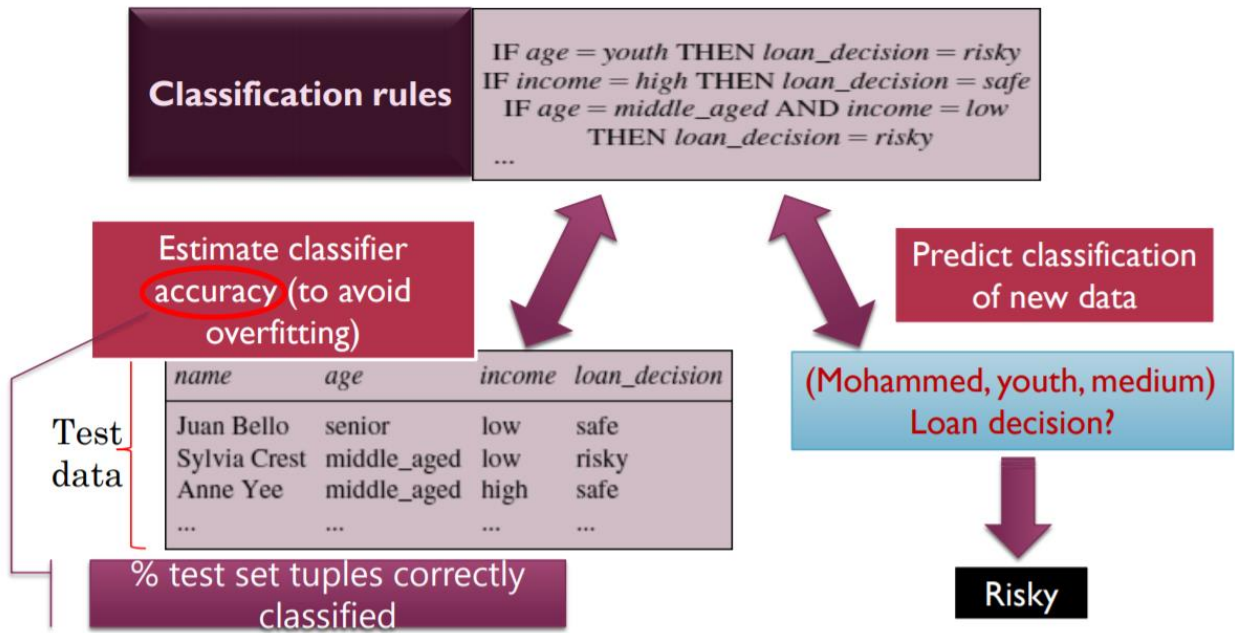 Classification rules
IF age = youth THEN loan_decision = risky
IF income = high THEN loan_decision = safe
IF age = middle_aged AND income = low
THEN loan_decision = risky
...
Estimate classifier
accuracy (to avoid
overfitting)
Predict classification
of new data
name age income loan_decision
Juan Bello senior low safe
Sylvia Crest middle_aged low risky
Anne Yee middle_aged high safe
... ... ... ...
Test
data
(Mohammed, youth, medium)
Loan decision?
% test set tuples correctly
classified
Risky